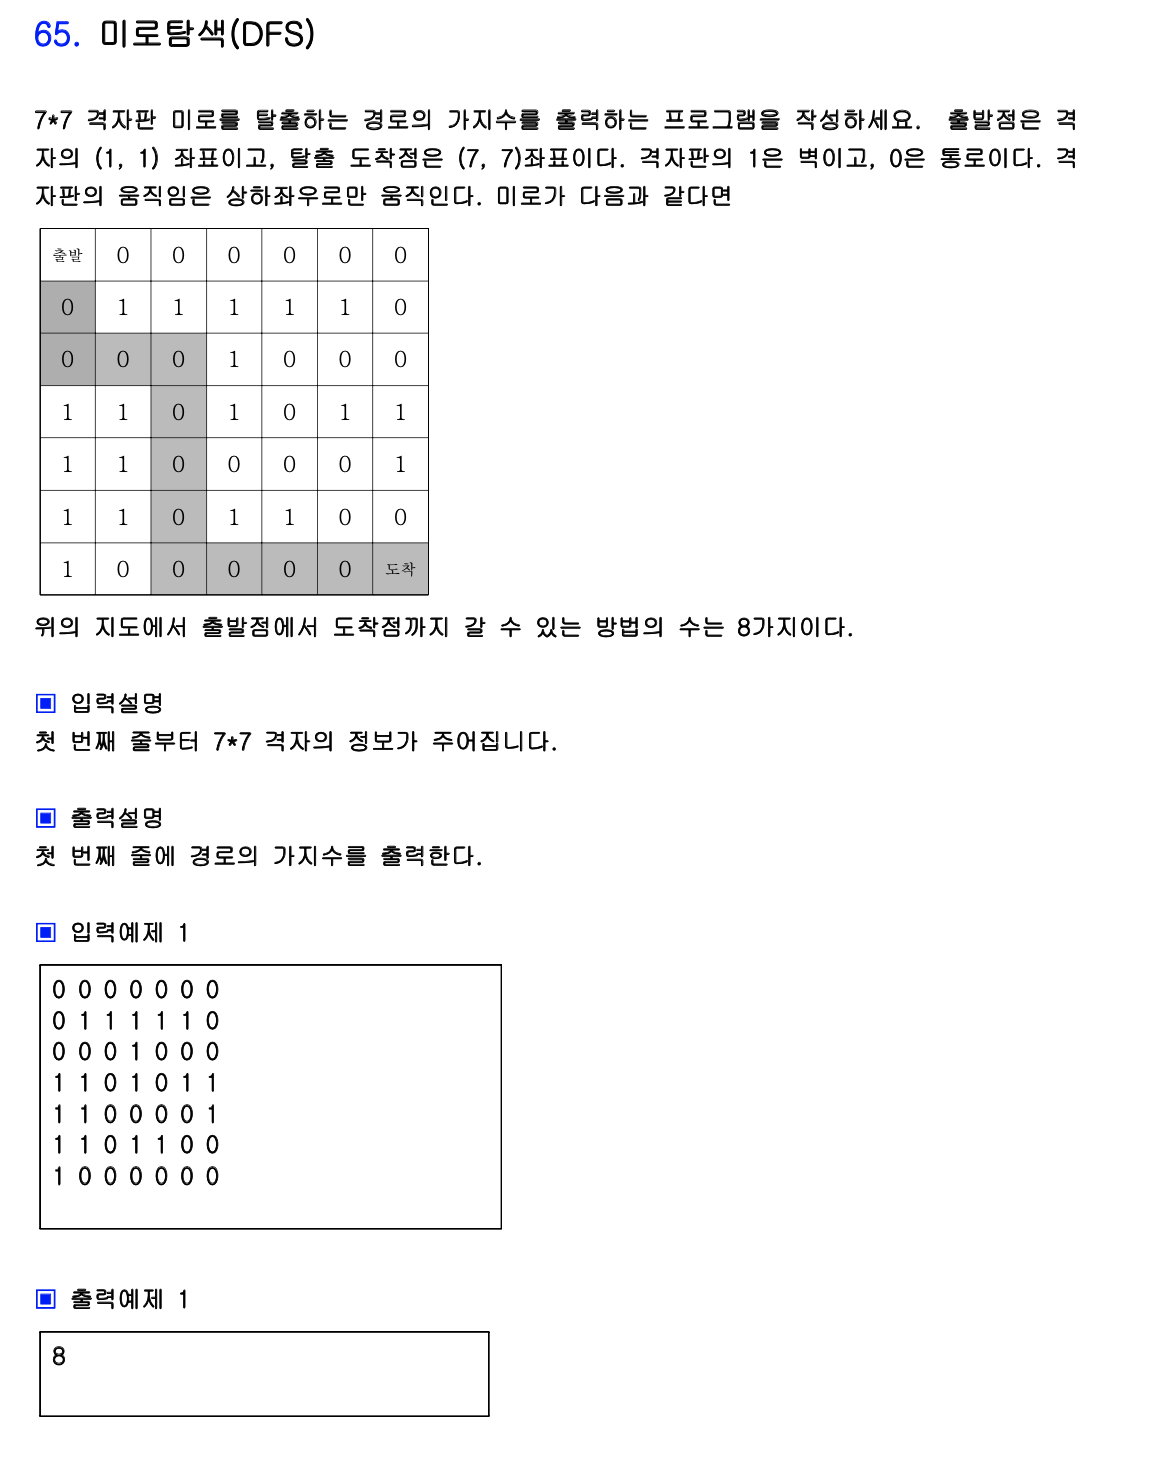 65. 미로탐색(DFS)
7*7 격자판 미로를 탈출하는 경로의 가지수를 출력하는 프로그램을 작성하세요. 출발점은 격
자의 (1, 1) 좌표이고, 탈출 도착점은 (7, 7)좌표이다. 격자판의 1은 벽이고, 0은 통로이다. 격
자판의 움직임은 상하좌우로만 움직인다. 미로가 다음과 같다면
출발 0 0 0 0 0 0
0 1 1 1 1 1 0
0 0 0 1 0 0 0
1 1 0 1 0 1 1
1 1 0 0 0 0 1
1 1 0 1 1 0 0
1 0 0 0 0 0 도착
위의 지도에서 출발점에서 도착점까지 갈 수 있는 방법의 수는 8가지이다.
▣ 입력설명
첫 번째 줄부터 7*7 격자의 정보가 주어집니다.
▣ 출력설명
첫 번째 줄에 경로의 가지수를 출력한다.
▣ 입력예제 1
0 0 0 0 0 0 0
0 1 1 1 1 1 0
0 0 0 1 0 0 0
1 1 0 1 0 1 1
1 1 0 0 0 0 1
1 1 0 1 1 0 0
1 0 0 0 0 0 0
▣ 출력예제 1
8